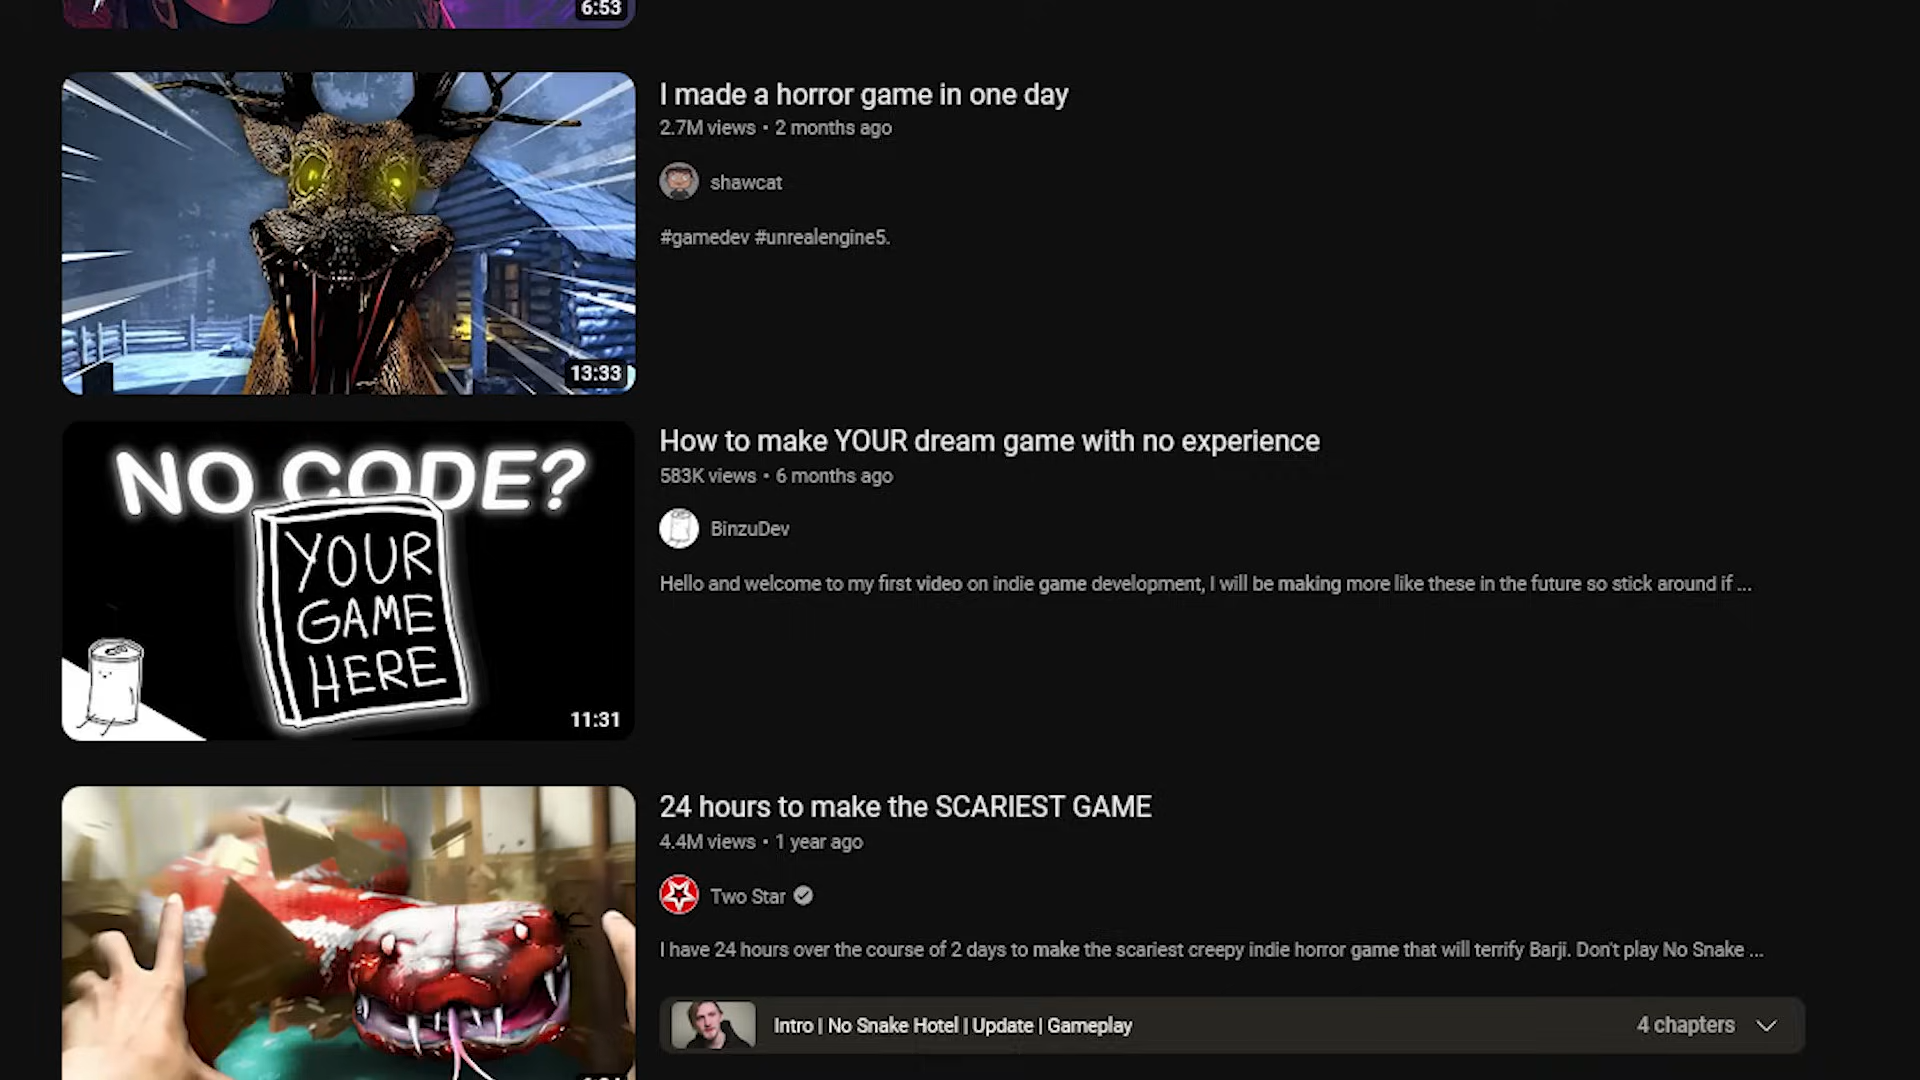 6:53
I made a horror game in one day
2.7M views • 2 months ago
shawcat
#gamedev #unrealengine5.
13:33
NO CODE?
YOUR
GAME
HERE
11:31
How to make YOUR dream game with no experience
583K views • 6 months ago
BinzuDev
Hello and welcome to my first video on indie game development, I will be making more like these in the future so stick around if ...
24 hours to make the SCARIEST GAME
4.4M views • 1 year ago
Two Star
I have 24 hours over the course of 2 days to make the scariest creepy indie horror game that will terrify Barji. Don't play No Snake ...
Intro | No Snake Hotel | Update | Gameplay
4 chapters